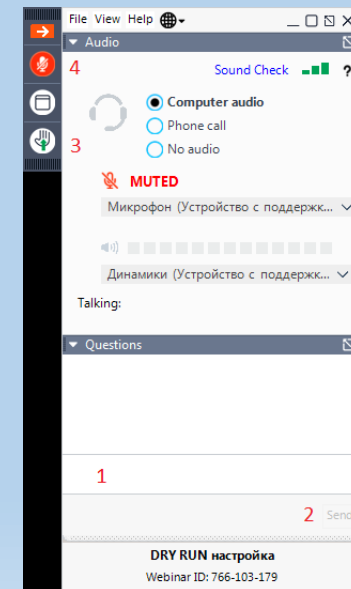 File View Help
Audio
4
Sound Check
?
Computer audio
Phone call
3
No audio
MUTED
Микрофон (Устройство с поддержк...
Динамики (Устройство с поддержк...
Talking:
Questions
1
2 Send
DRY RUN настройка
Webinar ID: 766-103-179